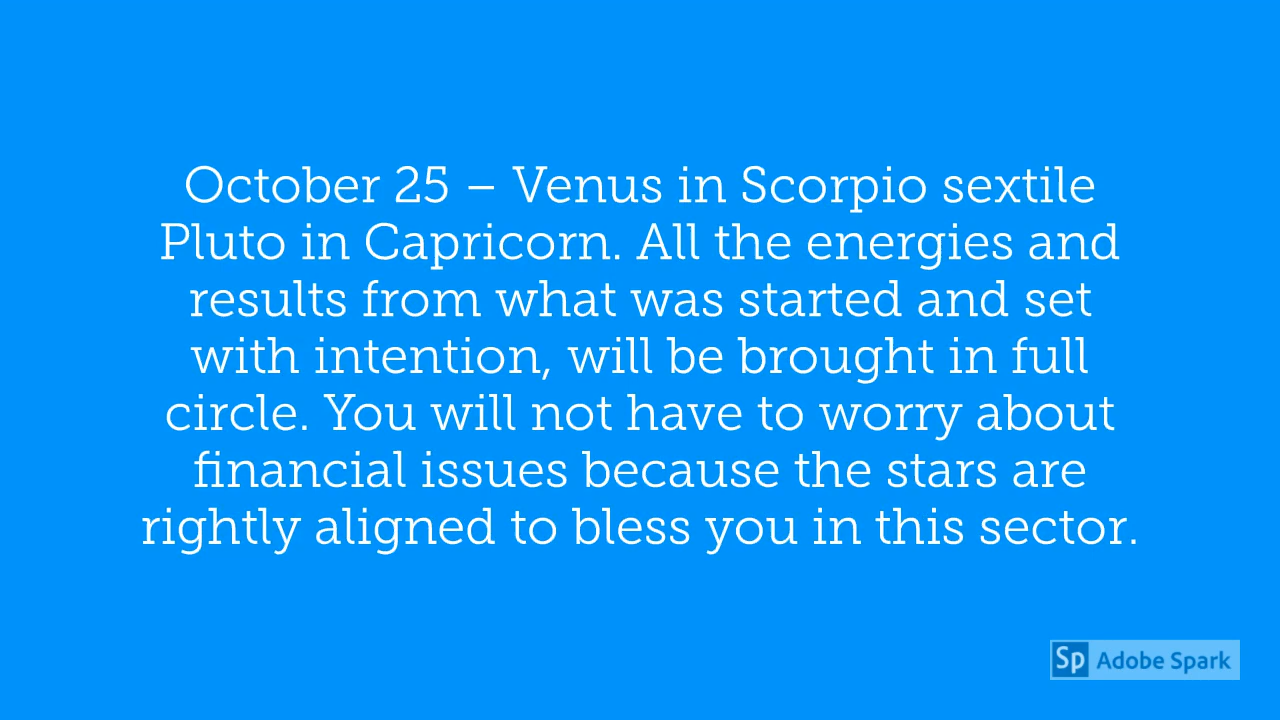 October 25 – Venus in Scorpio sextile
Pluto in Capricorn. All the energies and
results from what was started and set
with intention, will be brought in full
circle. You will not have to worry about
financial issues because the stars are
rightly aligned to bless you in this sector.
Sp Adobe Spark